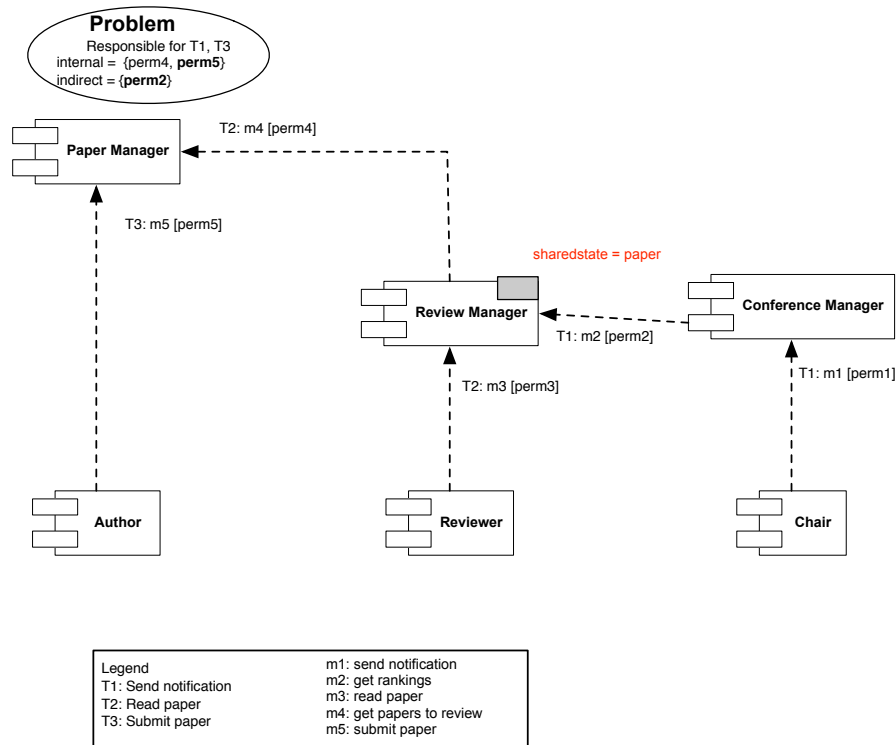 Problem
Responsible for T1, T3
internal = {perm4, perm5}
indirect = {perm2}
Paper Manager
T2: m4 [perm4]
T3: m5 [perm5]
sharedstate = paper
Review Manager
Conference Manager
T1: m2 [perm2]
T2: m3 [perm3]
T1: m1 [perm1]
Author
Reviewer
Chair
Legend
T1: Send notification
T2: Read paper
T3: Submit paper
m1: send notification
m2: get rankings
m3: read paper
m4: get papers to review
m5: submit paper